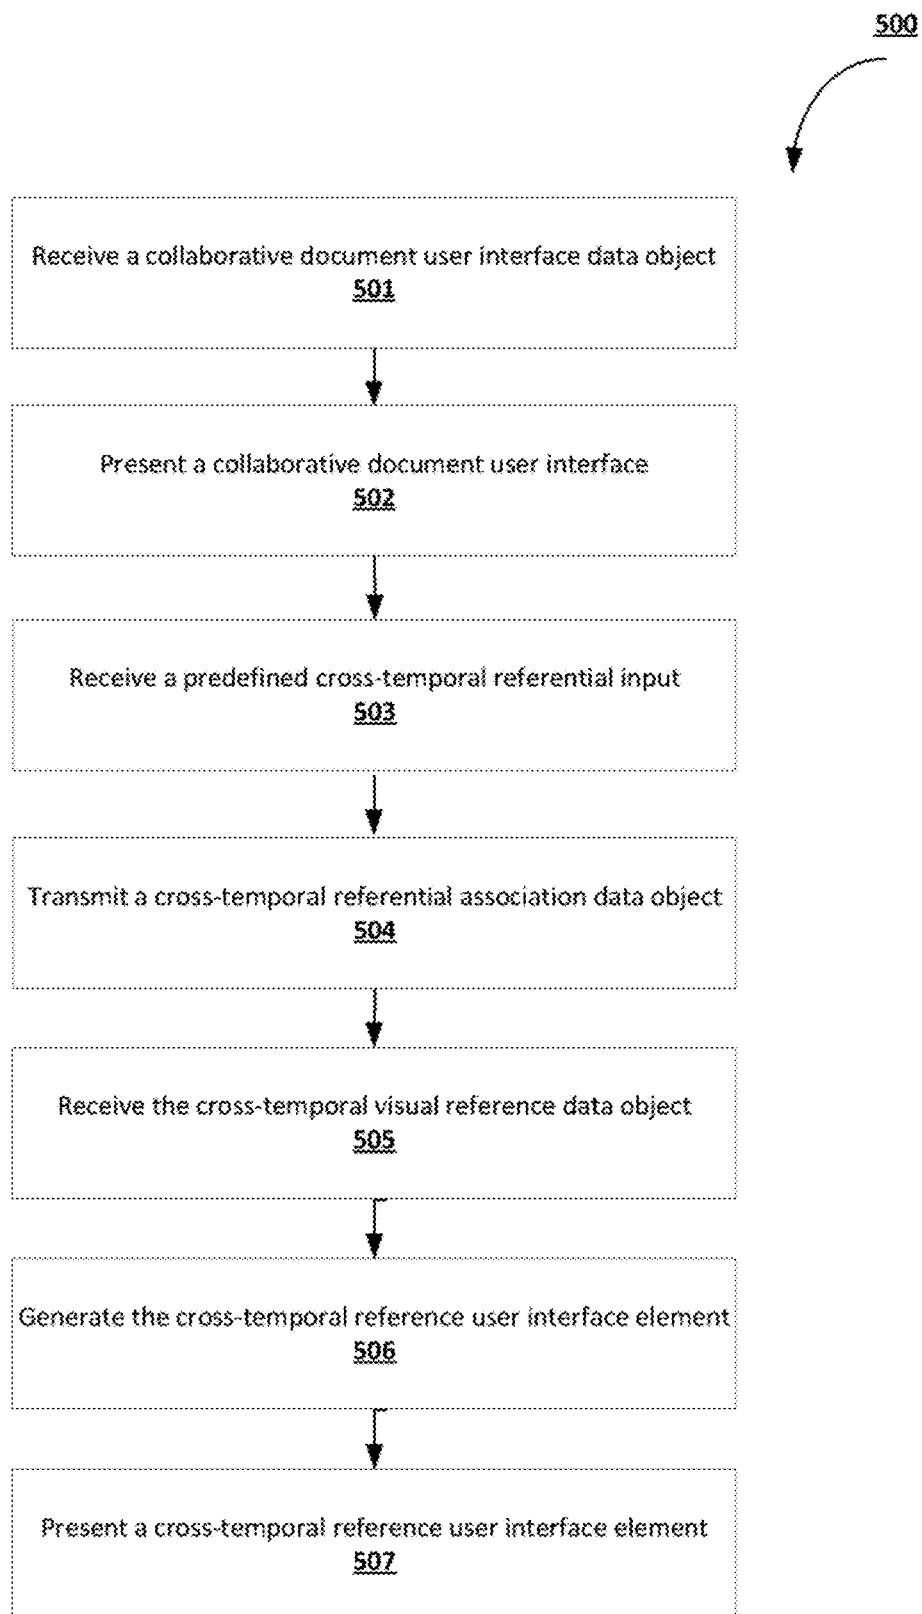 500
Receive a collaborative document user interface data object
501
Present a collaborative document user interface
502
Receive a predefined cross-temporal referential input
503
Transmit a cross-temporal referential association data object
504
Receive the cross-temporal visual reference data object
505
Generate the cross-temporal reference user interface element
506
Present a cross-temporal reference user interface element
507